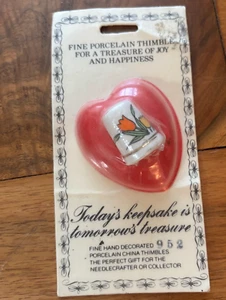 FINE PORCELAIN THIMBLE
FOR A TREASURE OF JOY
AND HAPPINESS
Today's keepsake is
tomorrow's treasure
FINE HAND DECORATED 952
PORCELAIN CHINA THIMBLES.
THE PERFECT GIFT FOR THE
NEEDLECRAFTER OR COLLECTOR